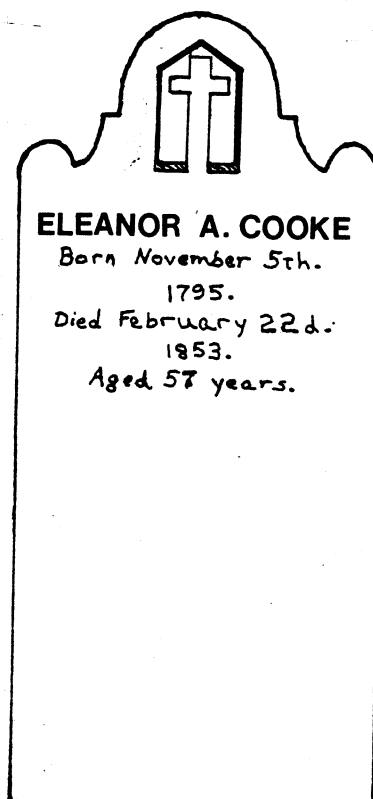 ELEANOR A. COOKE
Born November 5th.
1795.
Died February 22d.
1853.
Aged 57 years.